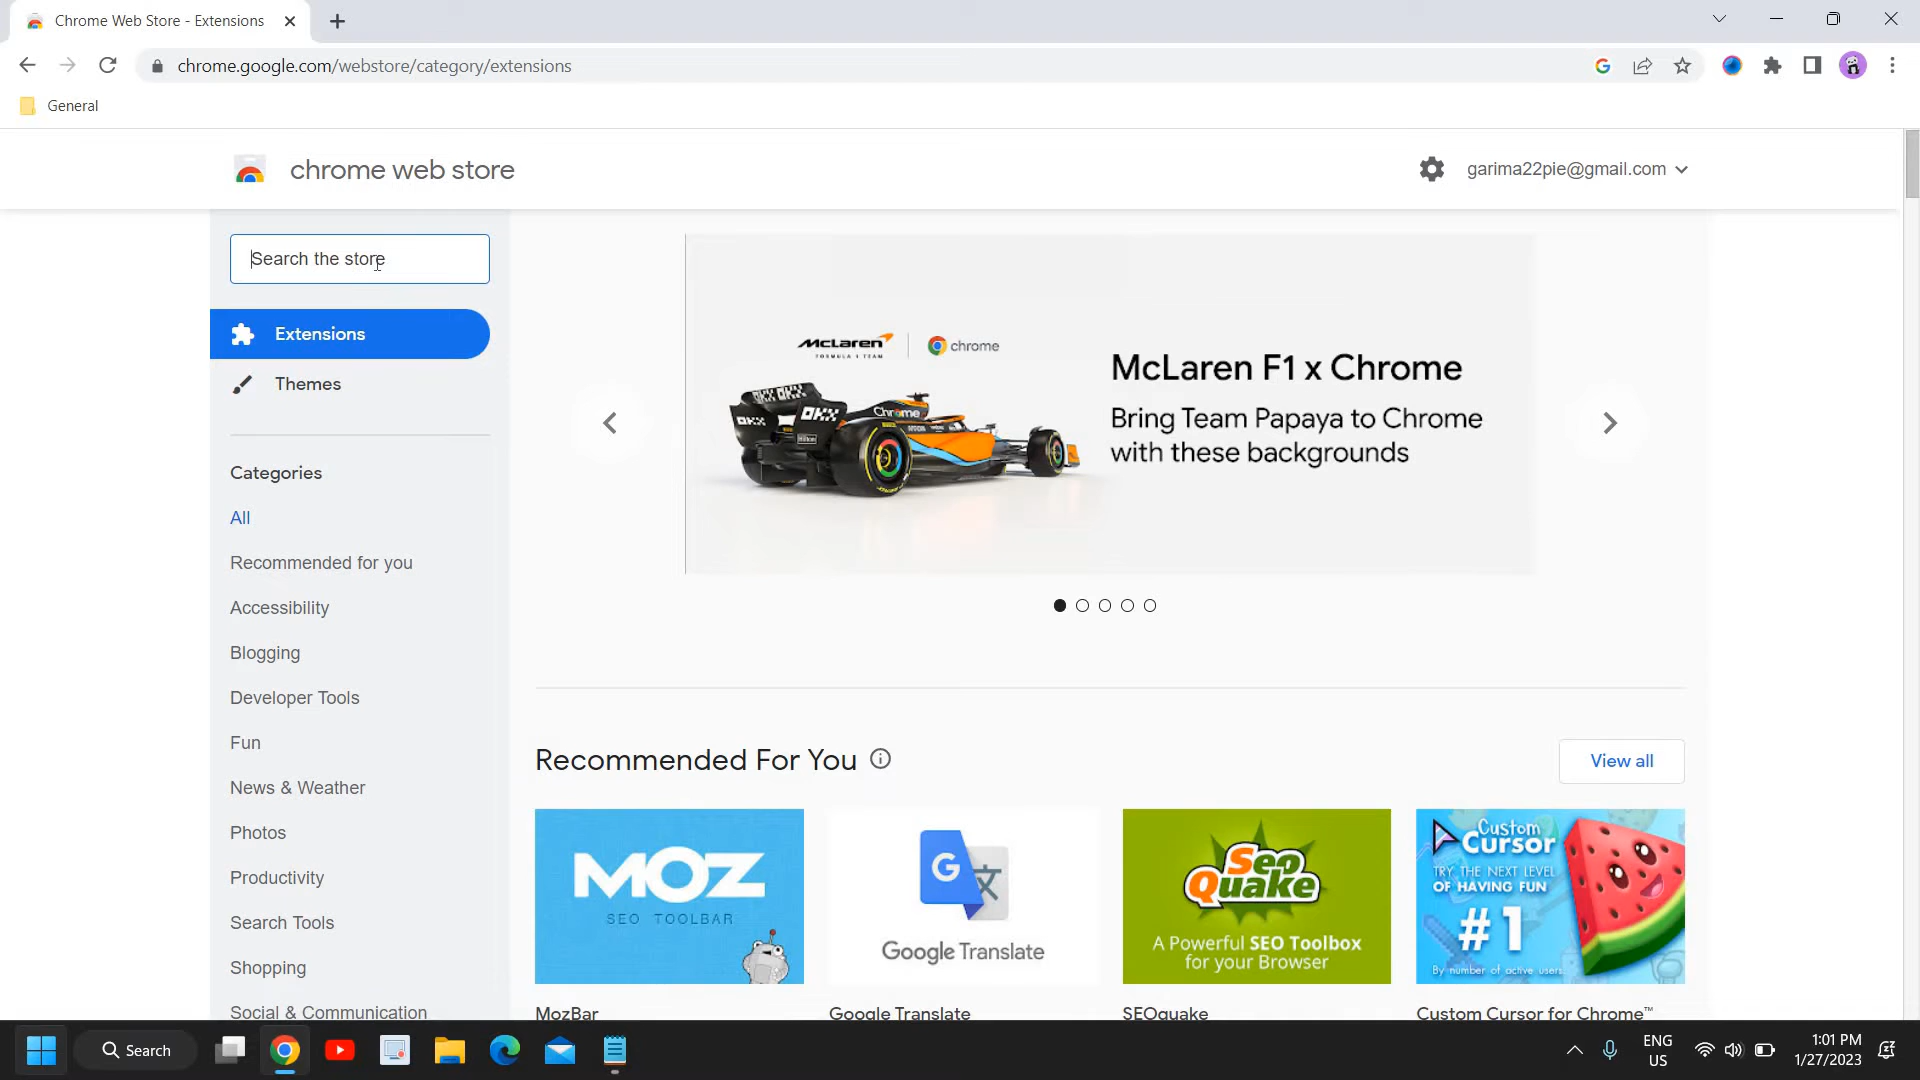 Chrome Web Store - Extensions
chrome.google.com/webstore/category/extensions
General
chrome web store
garima22pie@gmail.com
Search the store
Extensions
Themes
Categories
All
Recommended for you
Accessibility
Blogging
Developer Tools
Fun
News & Weather
Photos
Productivity
Search Tools
Shopping
Social & Communication
McLaren
FORMULA 1 TEAM
chrome
OKX
OKX
OKX
Hilton
Chrome
McLaren F1 x Chrome
Bring Team Papaya to Chrome
with these backgrounds
Recommended For You
View all
MOZ
SEO TOOLBAR
G
Google Translate
Seo
Quake
A Powerful SEO Toolbox
for your Browser
Custom
Cursor
TRY THE NEXT LEVEL
OF HAVING FUN
#1
By number of active users
MozBar
Google Translate
SEOquake
Custom Cursor for Chrome™
Search
ENG
US
1:01 PM
1/27/2023